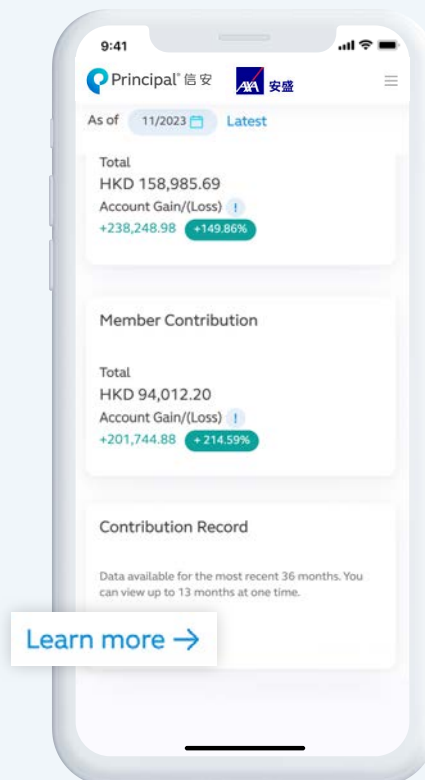 9:41
Principal® 信安 AXA 安盛
As of 11/2023 Latest
Total
HKD 158,985.69
Account Gain/(Loss) !
+238,248.98 +149.86%
Member Contribution
Total
HKD 94,012.20
Account Gain/(Loss) !
+201,744.88 + 214.59%
Contribution Record
Data available for the most recent 36 months. You
can view up to 13 months at one time.
Learn more →